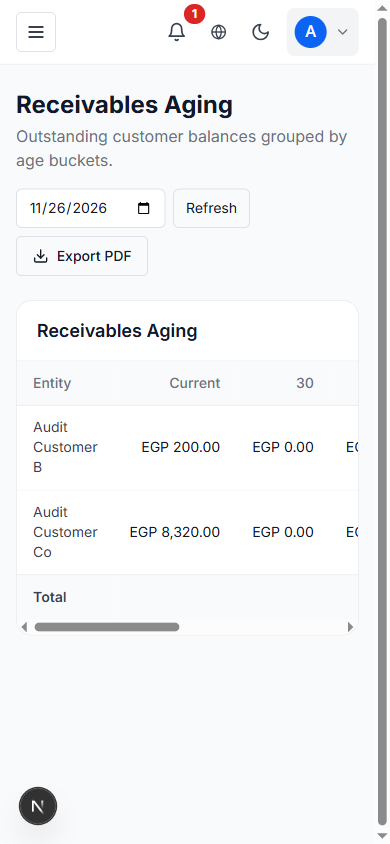 1
A
Receivables Aging
Outstanding customer balances grouped by
age buckets.
11/26/2026
Refresh
Export PDF
Receivables Aging
Entity Current 30
Audit
Customer
B
EGP 200.00 EGP 0.00
Audit
Customer
Co
EGP 8,320.00 EGP 0.00
Total
N